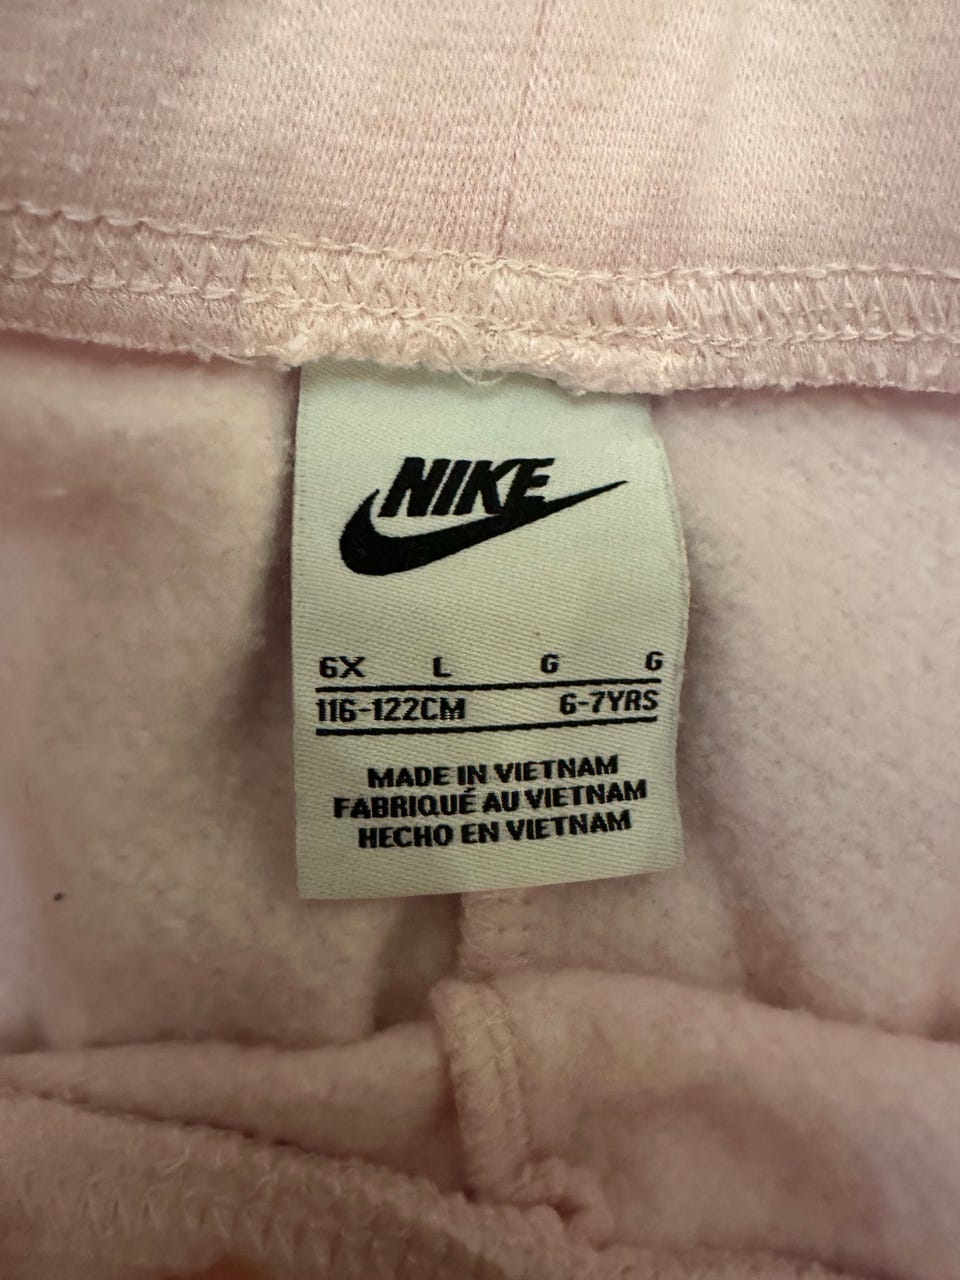 NIKE
6X L G G
116-122CM 6-7YRS
MADE IN VIETNAM
FABRIQUÉ AU VIETNAM
HECHO EN VIETNAM